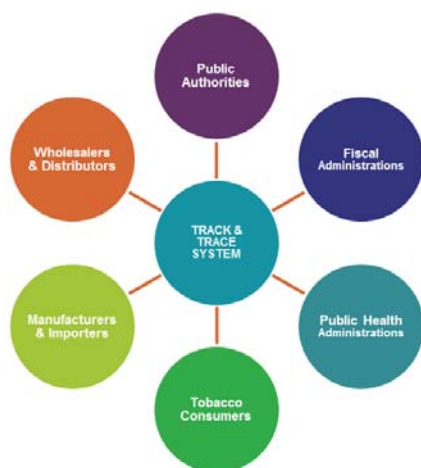 Public
Authorities
Wholesalers
& Distributors
Fiscal
Administrations
TRACK &
TRACE
SYSTEM
Manufacturers
& Importers
Public Health
Administrations
Tobacco
Consumers